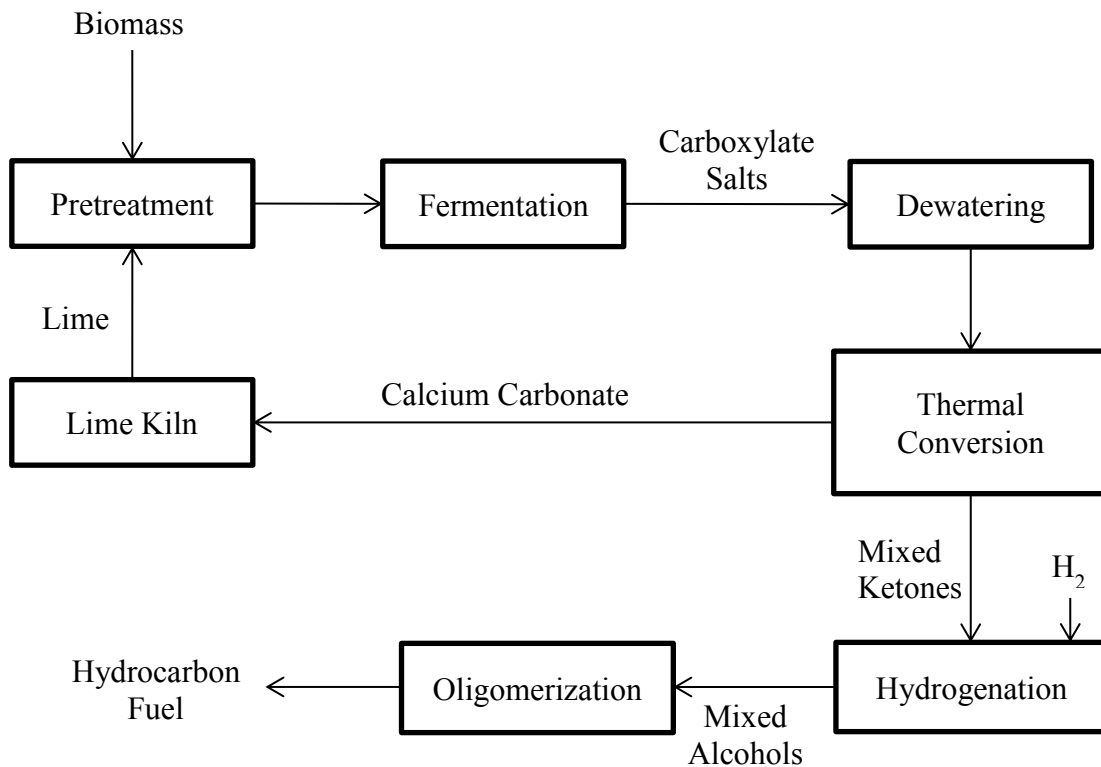 Biomass
Pretreatment
Fermentation
Carboxylate
Salts
Dewatering
Lime
Lime Kiln
Calcium Carbonate
Thermal
Conversion
Mixed
Ketones
H₂
Hydrocarbon
Fuel
Oligomerization
Mixed
Alcohols
Hydrogenation